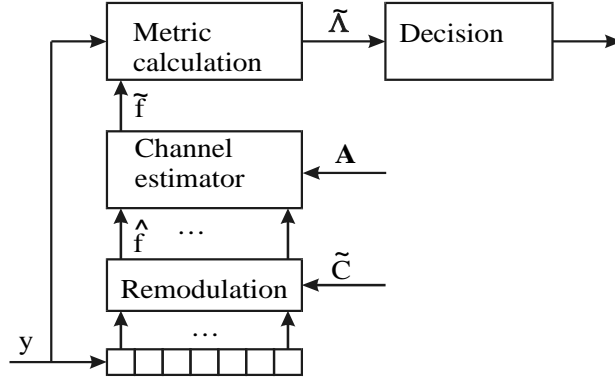 Metric
calculation
Λ̃
Decision
f̃
Channel
estimator
A
f̂
...
Remodulation
C̃
...
y